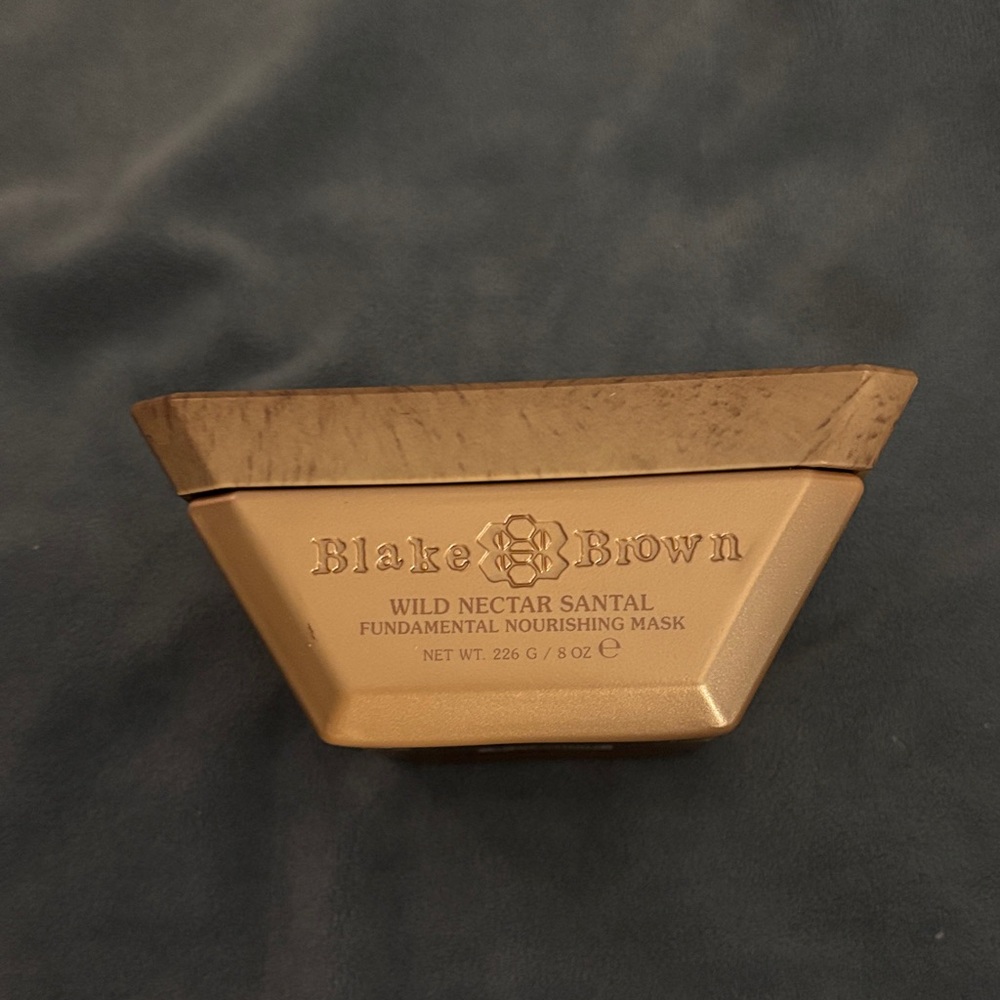 Blake Brown
WILD NECTAR SANTAL
FUNDAMENTAL NOURISHING MASK
NET WT. 226 G / 8 OZ ℮